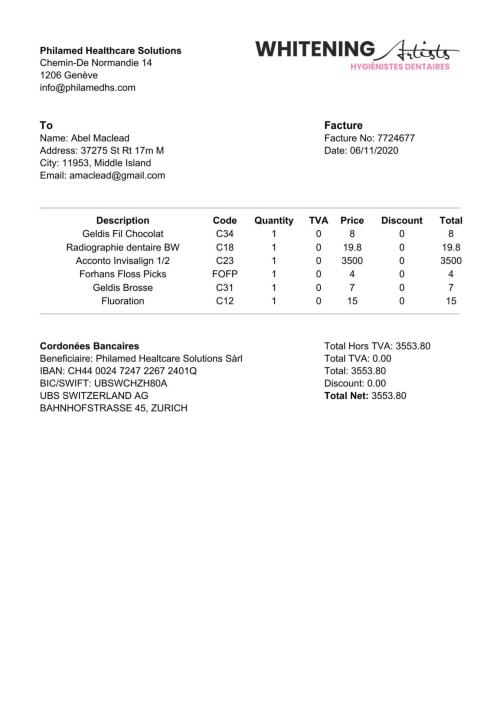 Philamed Healthcare Solutions
Chemin-De Normandie 14
1206 Genève
info@philamedhs.com
WHITENING Artists
HYGIÉNISTES DENTAIRES
To
Name: Abel Maclead
Address: 37275 St Rt 17m M
City: 11953, Middle Island
Email: amaclead@gmail.com
Facture
Facture No: 7724677
Date: 06/11/2020
Description Code Quantity TVA Price Discount Total
Geldis Fil Chocolat C34 1 0 8 0 8
Radiographie dentaire BW C18 1 0 19.8 0 19.8
Acconto Invisalign 1/2 C23 1 0 3500 0 3500
Forhans Floss Picks FOFP 1 0 4 0 4
Geldis Brosse C31 1 0 7 0 7
Fluoration C12 1 0 15 0 15
Cordonées Bancaires
Beneficiaire: Philamed Healtcare Solutions Sàrl
IBAN: CH44 0024 7247 2267 2401Q
BIC/SWIFT: UBSWCHZH80A
UBS SWITZERLAND AG
BAHNHOFSTRASSE 45, ZURICH
Total Hors TVA: 3553.80
Total TVA: 0.00
Total: 3553.80
Discount: 0.00
Total Net: 3553.80